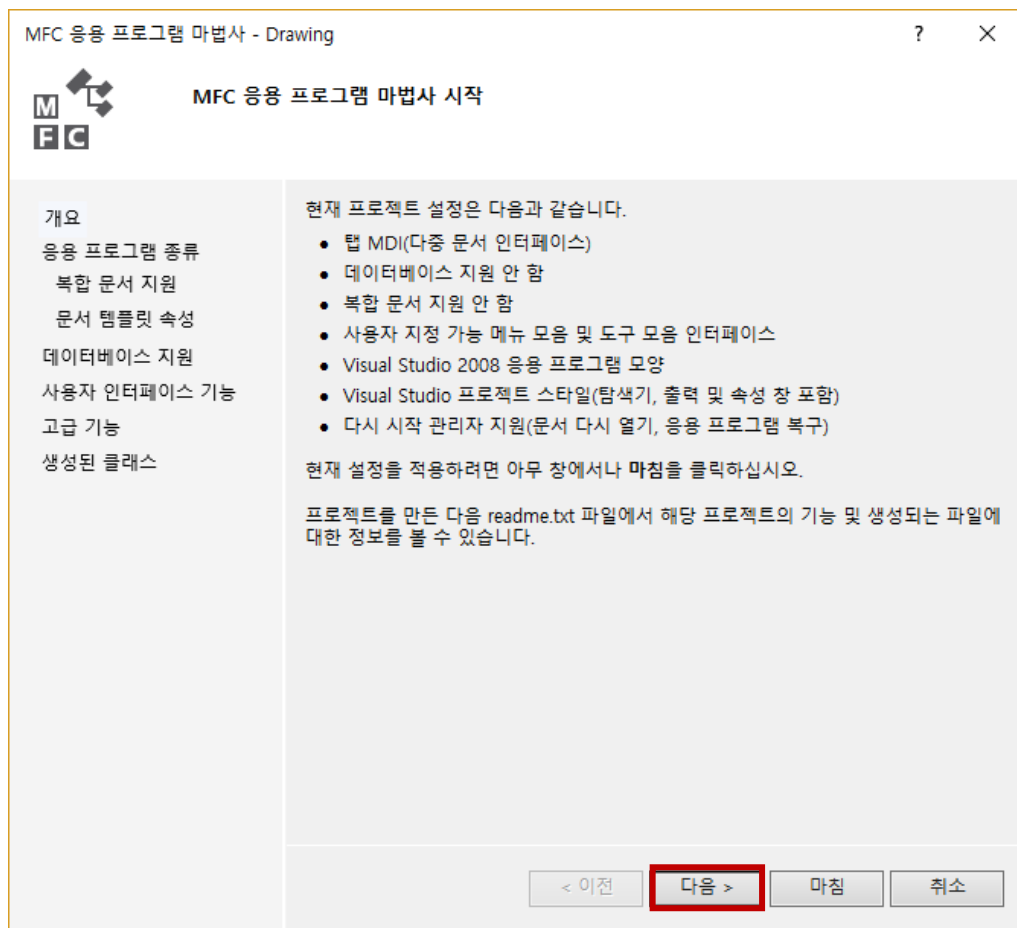 MFC 응용 프로그램 마법사 - Drawing
?
M
F C
MFC 응용 프로그램 마법사 시작
개요
응용 프로그램 종류
복합 문서 지원
문서 템플릿 속성
데이터베이스 지원
사용자 인터페이스 기능
고급 기능
생성된 클래스
현재 프로젝트 설정은 다음과 같습니다.
• 탭 MDI(다중 문서 인터페이스)
• 데이터베이스 지원 안 함
• 복합 문서 지원 안 함
• 사용자 지정 가능 메뉴 모음 및 도구 모음 인터페이스
• Visual Studio 2008 응용 프로그램 모양
• Visual Studio 프로젝트 스타일(탐색기, 출력 및 속성 창 포함)
• 다시 시작 관리자 지원(문서 다시 열기, 응용 프로그램 복구)
현재 설정을 적용하려면 아무 창에서나 마침을 클릭하십시오.
프로젝트를 만든 다음 readme.txt 파일에서 해당 프로젝트의 기능 및 생성되는 파일에
대한 정보를 볼 수 있습니다.
< 이전
다음 >
마침
취소